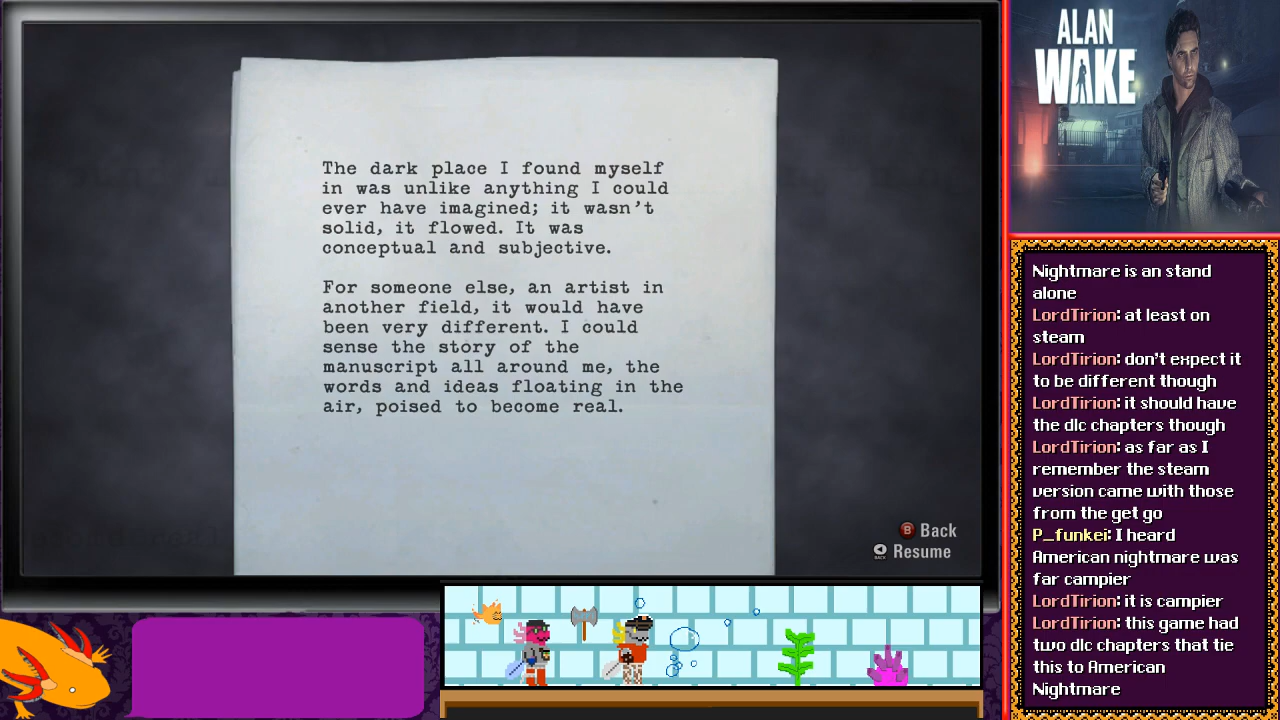 The dark place I found myself
in was unlike anything I could
ever have imagined; it wasn't
solid, it flowed. It was
conceptual and subjective.
For someone else, an artist in
another field, it would have
been very different. I could
sense the story of the
manuscript all around me, the
words and ideas floating in the
air, poised to become real.
B Back
BACK Resume
ALAN
WAKE
Nightmare is an stand
alone
LordTirion: at least on
steam
LordTirion: don't expect it
to be different though
LordTirion: it should have
the dlc chapters though
LordTirion: as far as I
remember the steam
version came with those
from the get go
P_funkei: I heard
American nightmare was
far campier
LordTirion: it is campier
LordTirion: this game had
two dlc chapters that tie
this to American
Nightmare